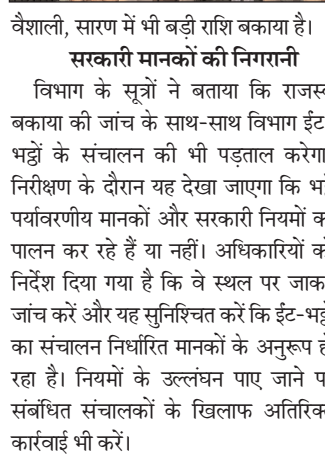 वैशाली, सारण में भी बड़ी राशि बकाया है।
सरकारी मानकों की निगरानी
विभाग के सूत्रों ने बताया कि राजस्
बकाया की जांच के साथ-साथ विभाग ईंट
भट्ठों के संचालन की भी पड़ताल करेगा
निरीक्षण के दौरान यह देखा जाएगा कि भ
पर्यावरणीय मानकों और सरकारी नियमों क
पालन कर रहे हैं या नहीं। अधिकारियों क
निर्देश दिया गया है कि वे स्थल पर जाक
जांच करें और यह सुनिश्चित करें कि ईंट-भट्ठ
का संचालन निर्धारित मानकों के अनुरूप ह
रहा है। नियमों के उल्लंघन पाए जाने प
संबंधित संचालकों के खिलाफ अतिरिक
कार्रवाई भी करें।